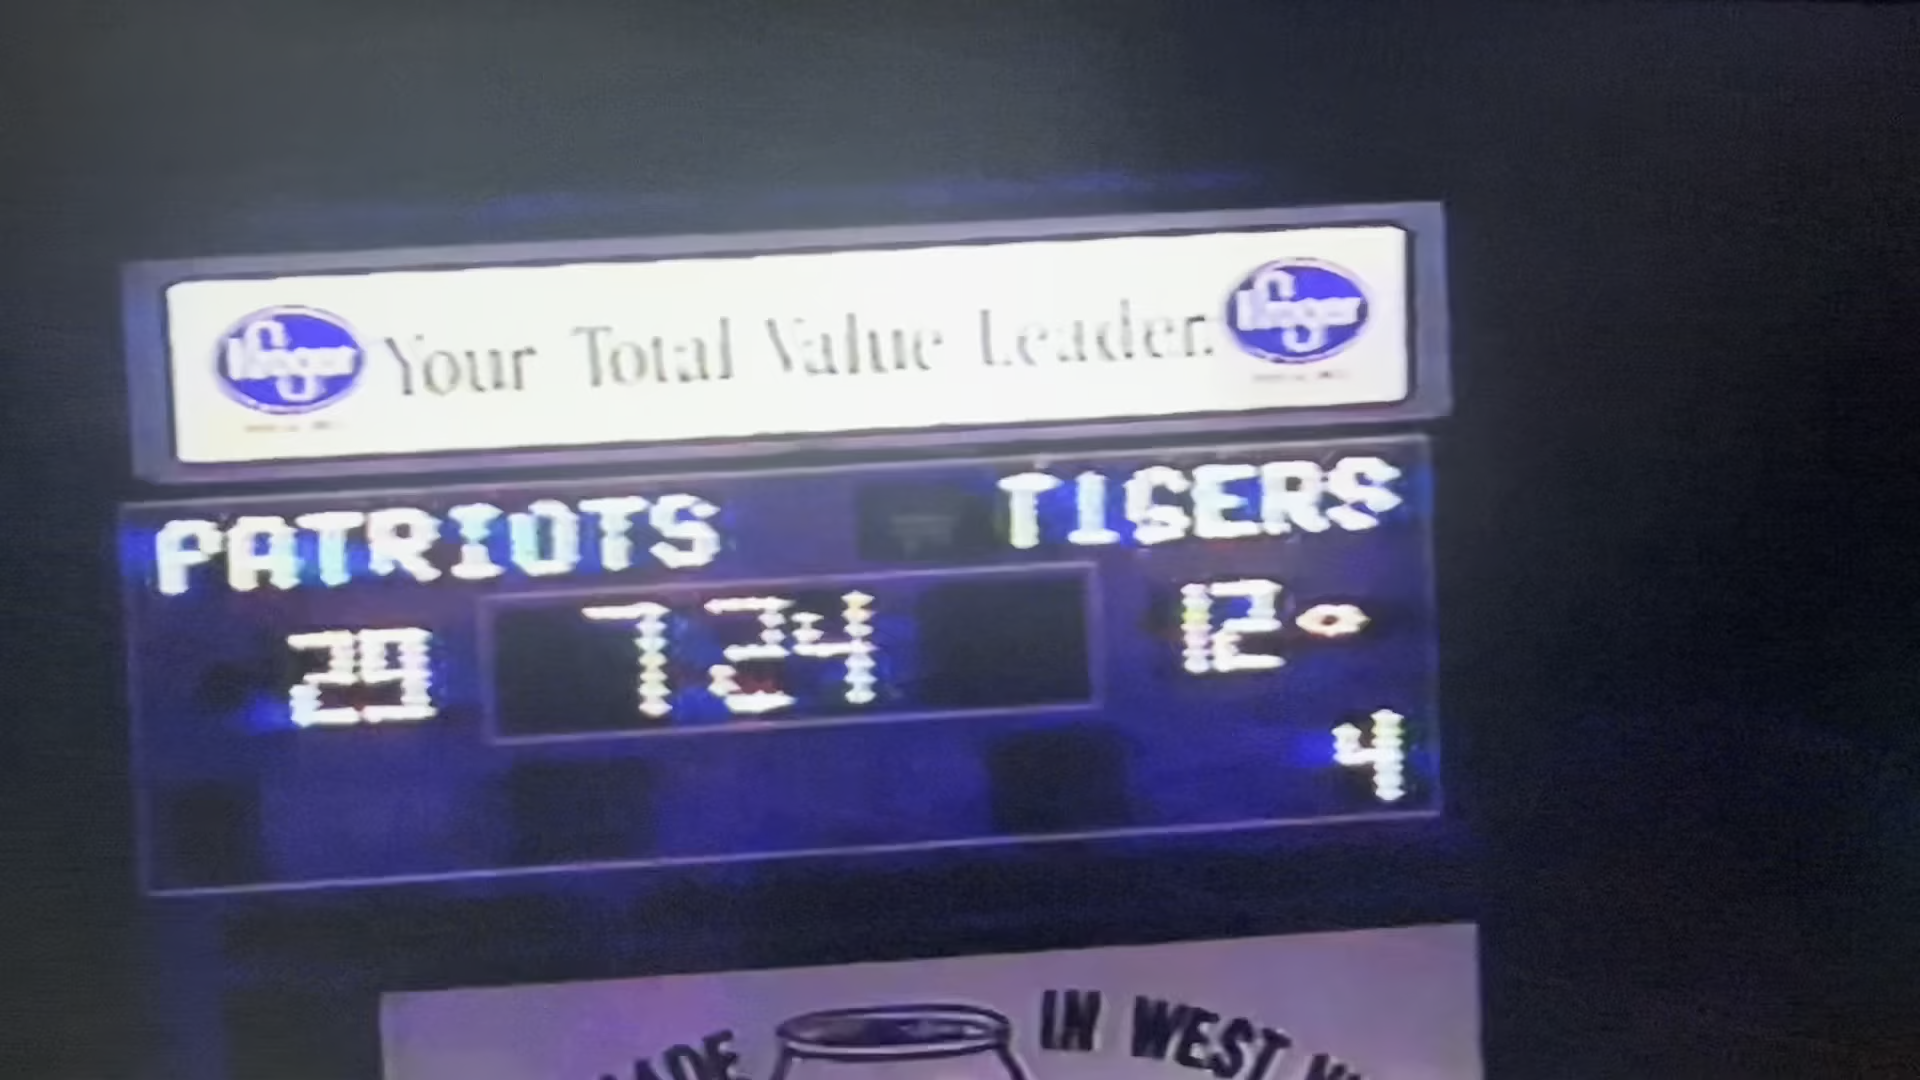 Kroger Your Total Value Leader. Kroger
PATRIOTS TIGERS
29 7 24 12
4
IN WEST